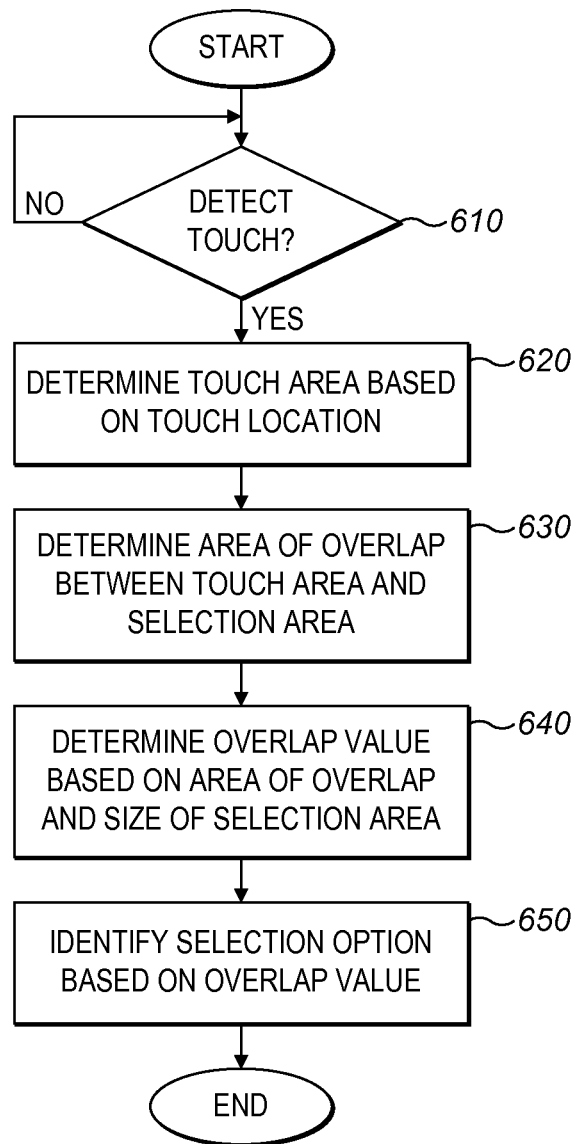 START
NO
DETECT
TOUCH?
610
YES
620
DETERMINE TOUCH AREA BASED
ON TOUCH LOCATION
630
DETERMINE AREA OF OVERLAP
BETWEEN TOUCH AREA AND
SELECTION AREA
640
DETERMINE OVERLAP VALUE
BASED ON AREA OF OVERLAP
AND SIZE OF SELECTION AREA
650
IDENTIFY SELECTION OPTION
BASED ON OVERLAP VALUE
END